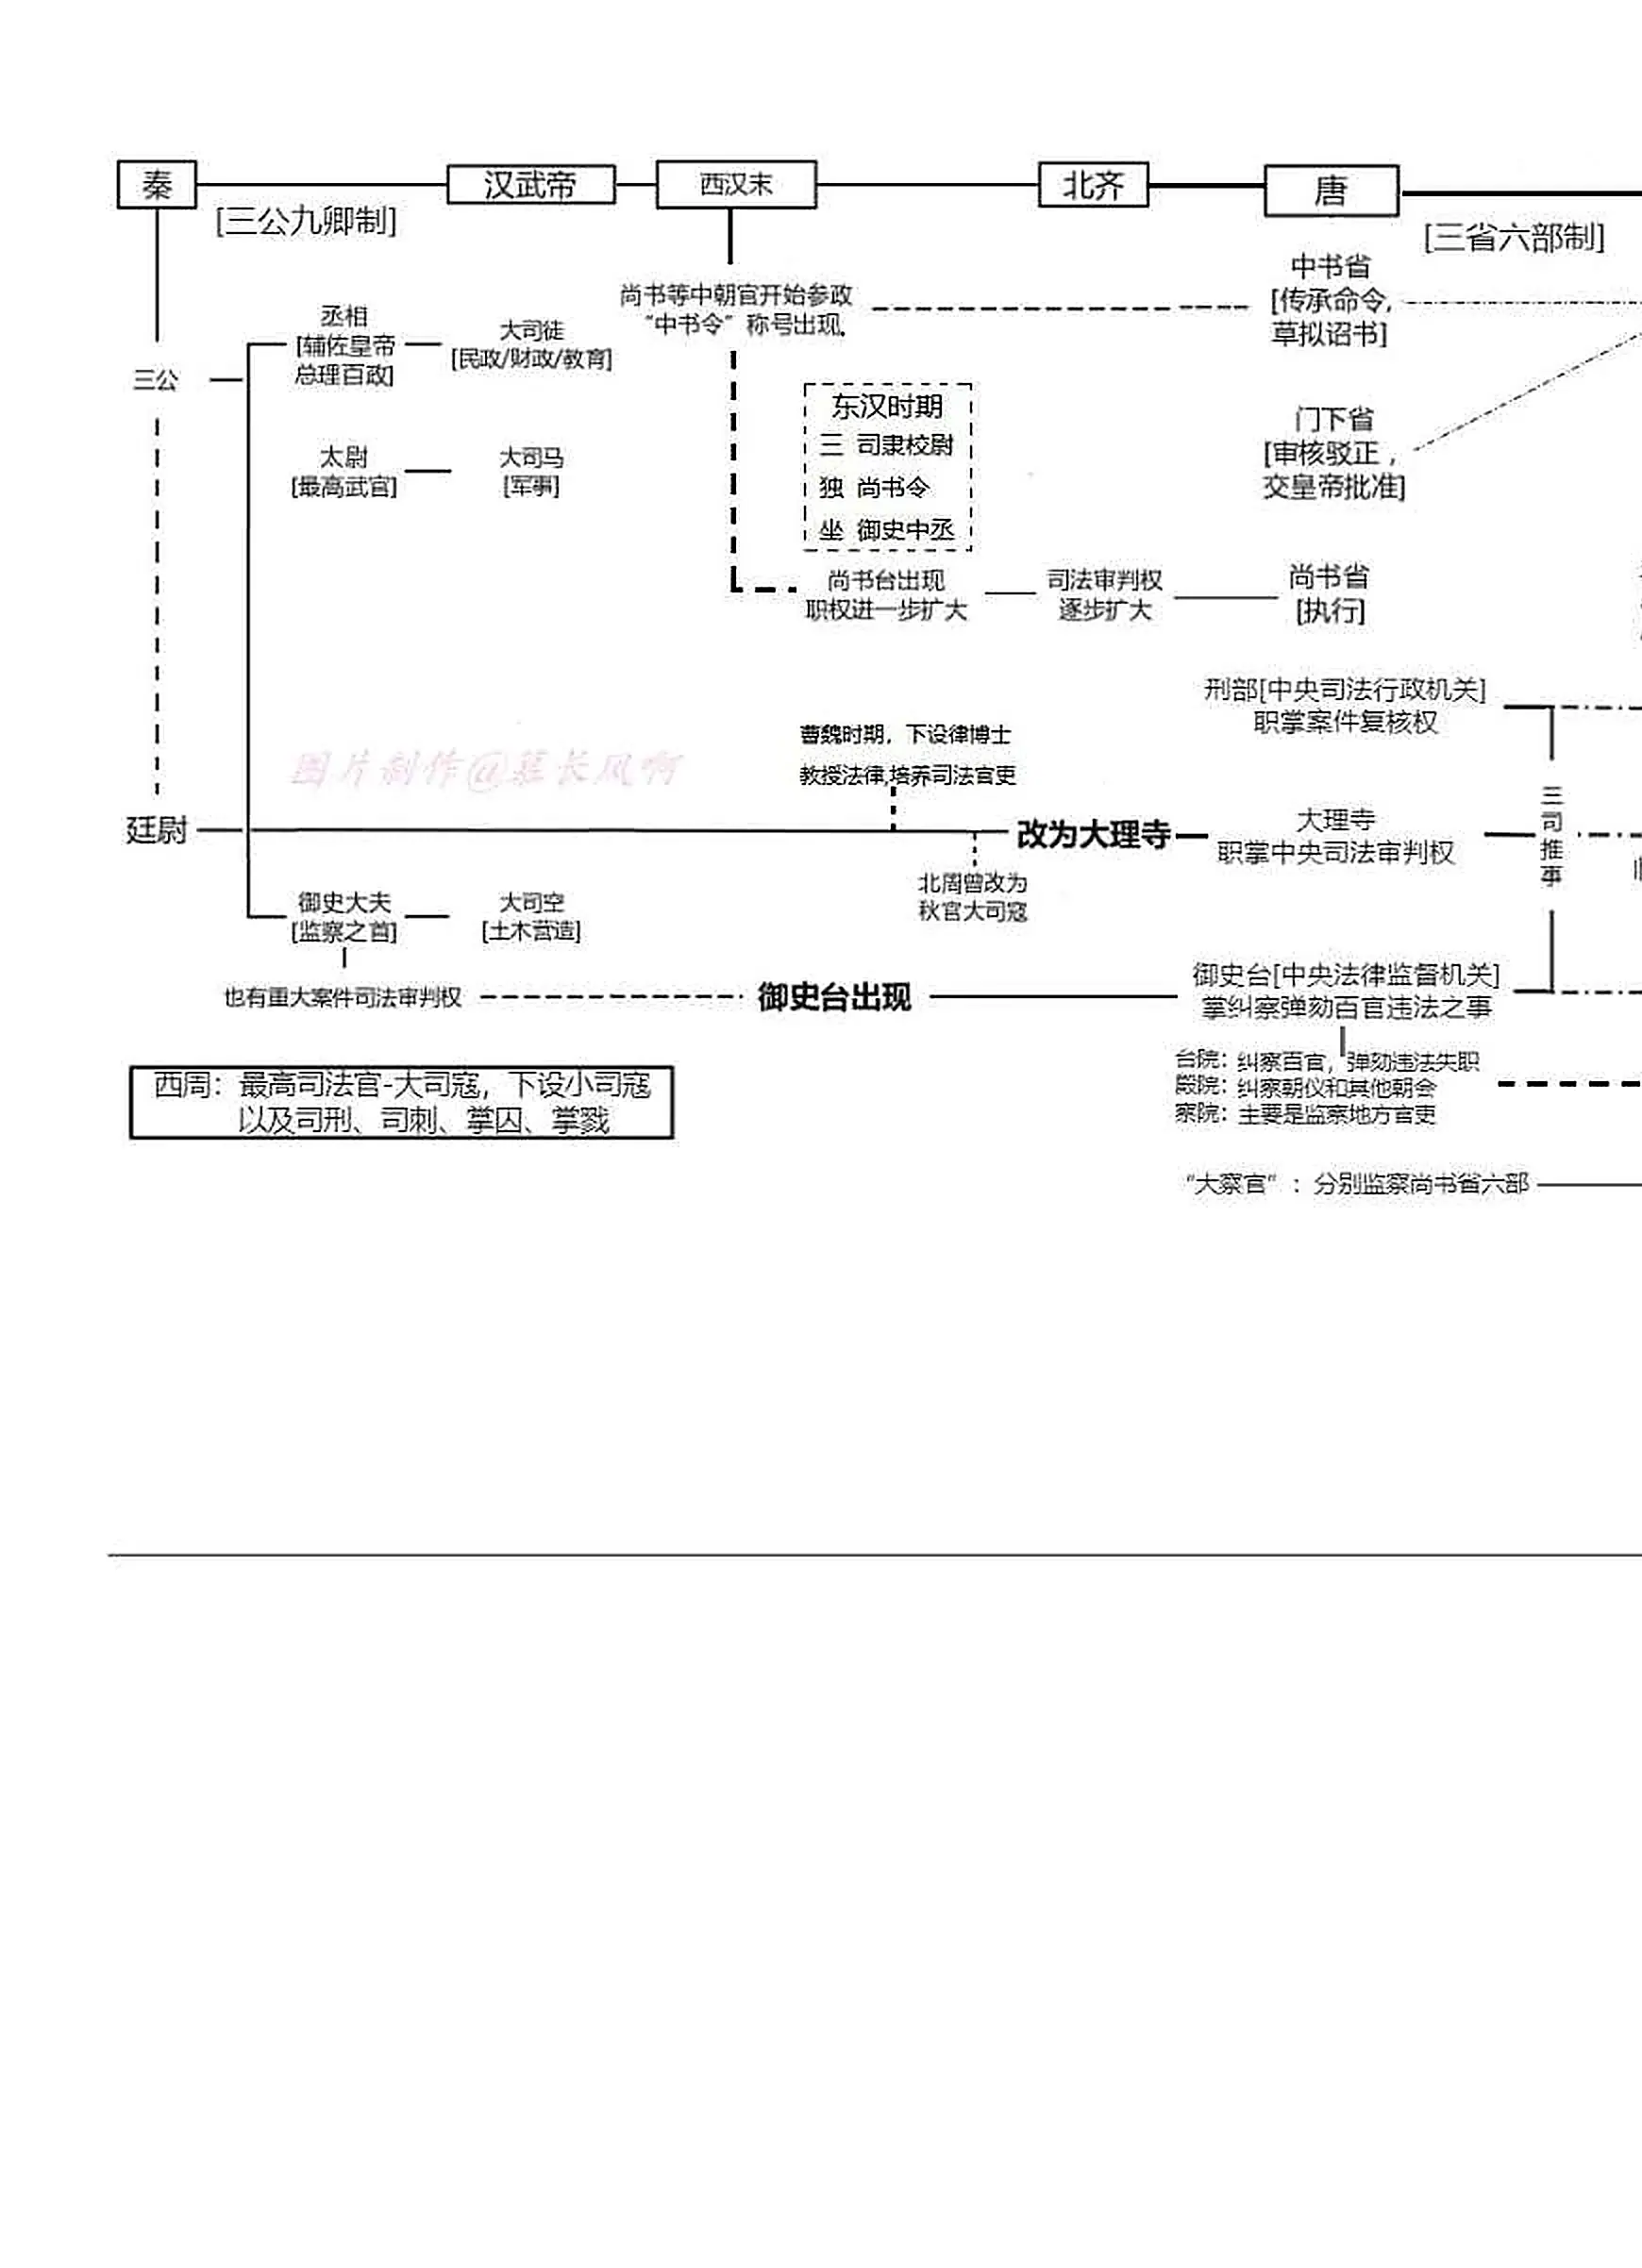 秦
汉武帝
西汉末
北齐
唐
[三公九卿制]
[三省六部制]
三公
丞相
[辅佐皇帝
总理百政]
大司徒
[民政/财政/教育]
太尉
[最高武官]
大司马
[军事]
尚书等中朝官开始参政
“中书令”称号出现。
东汉时期
三 司隶校尉
独 尚书令
坐 御史中丞
尚书台出现
职权进一步扩大
司法审判权
逐步扩大
中书省
[传承命令,
草拟诏书]
门下省
[审核驳正，
交皇帝批准]
尚书省
[执行]
刑部[中央司法行政机关]
职掌案件复核权
曹魏时期，下设律博士
教授法律,培养司法官吏
图片制作@慕长风啊
廷尉
改为大理寺
大理寺
职掌中央司法审判权
三
司
推
事
北周曾改为
秋官大司寇
御史大夫
[监察之首]
大司空
[土木营造]
也有重大案件司法审判权
御史台出现
御史台[中央法律监督机关]
掌纠察弹劾百官违法之事
台院：纠察百官，弹劾违法失职
殿院：纠察朝仪和其他朝会
察院：主要是监察地方官吏
西周：最高司法官-大司寇，下设小司寇
以及司刑、司刺、掌囚、掌戮
“大察官”：分别监察尚书省六部